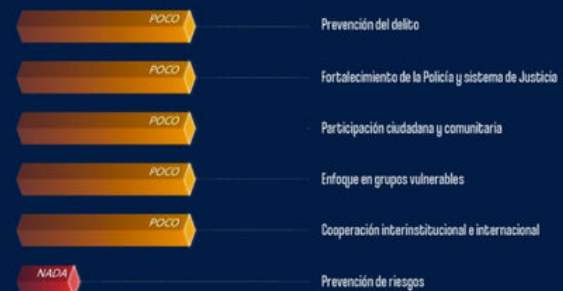 POCO Prevención del delito
POCO Fortalecimiento de la Policía y sistema de Justicia
POCO Participación ciudadana y comunitaria
POCO Enfoque en grupos vulnerables
POCO Cooperación interinstitucional e internacional
NADA Prevención de riesgos